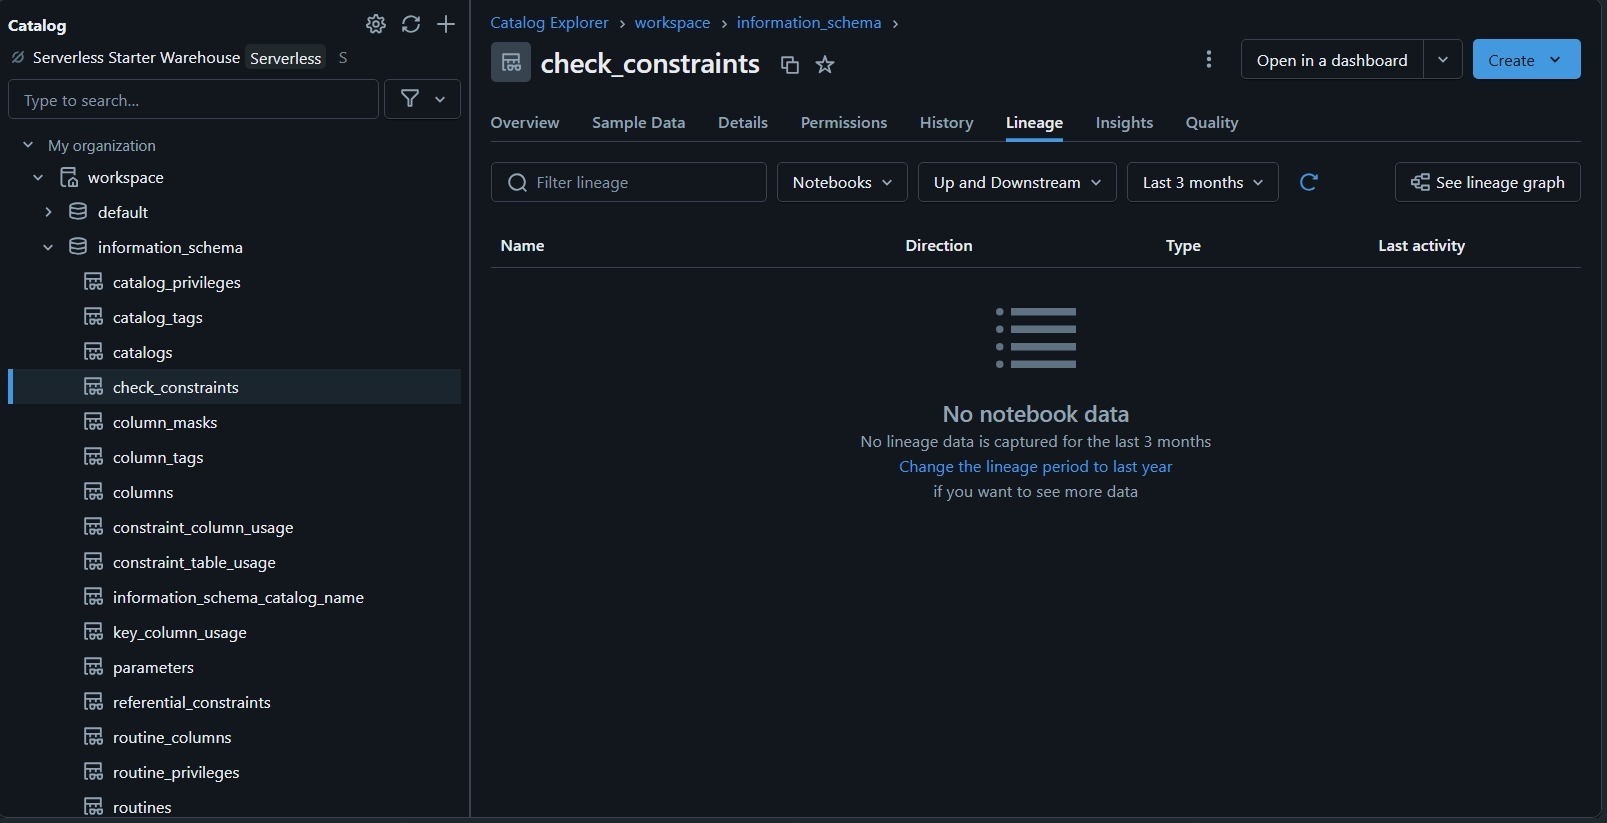 Catalog
Serverless Starter Warehouse Serverless S
Type to search...
My organization
workspace
default
information_schema
catalog_privileges
catalog_tags
catalogs
check_constraints
column_masks
column_tags
columns
constraint_column_usage
constraint_table_usage
information_schema_catalog_name
key_column_usage
parameters
referential_constraints
routine_columns
routine_privileges
routines
Catalog Explorer > workspace > information_schema >
check_constraints
Open in a dashboard
Create
Overview Sample Data Details Permissions History Lineage Insights Quality
Filter lineage Notebooks Up and Downstream Last 3 months See lineage graph
Name Direction Type Last activity
No notebook data
No lineage data is captured for the last 3 months
Change the lineage period to last year
if you want to see more data